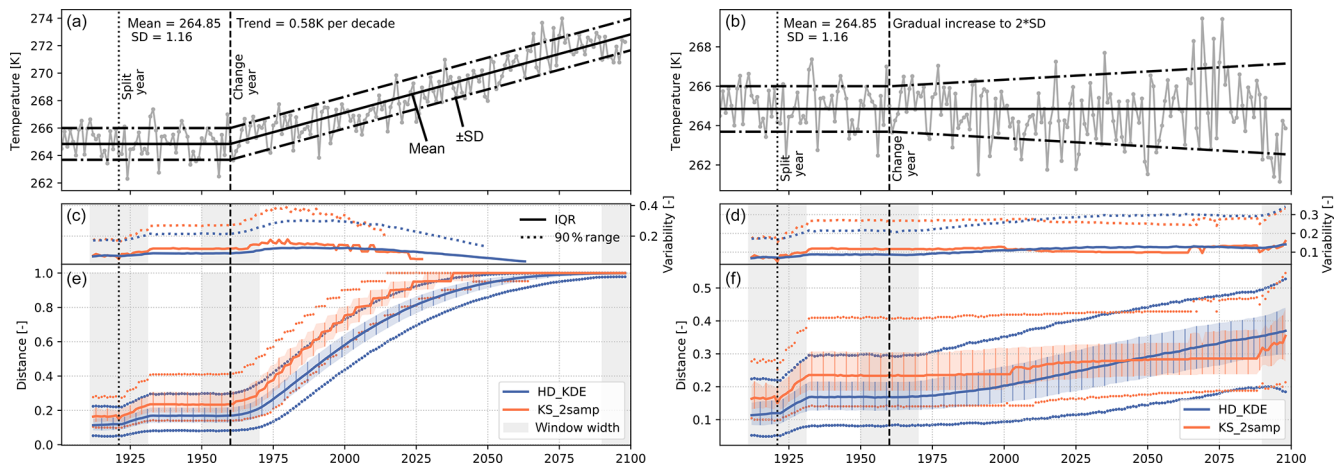 (a)
Mean = 264.85
SD = 1.16
Trend = 0.58K per decade
Split
year
Change
year
Mean
±SD
Temperature [K]
274
272
270
268
266
264
262
(b)
Mean = 264.85
SD = 1.16
Gradual increase to 2*SD
Split
year
Change
year
Temperature [K]
268
266
264
262
(c)
IQR
90 % range
0.4
0.2
Variability [-]
(d)
0.3
0.2
0.1
Variability [-]
(e)
Distance [-]
1.0
0.8
0.6
0.4
0.2
0.0
HD_KDE
KS_2samp
Window width
1925
1950
1975
2000
2025
2050
2075
2100
(f)
Distance [-]
0.5
0.4
0.3
0.2
0.1
HD_KDE
KS_2samp
1925
1950
1975
2000
2025
2050
2075
2100